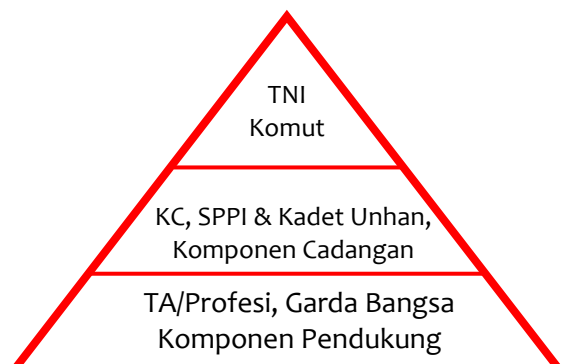 TNI
Komut
KC, SPPI & Kadet Unhan,
Komponen Cadangan
TA/Profesi, Garda Bangsa
Komponen Pendukung